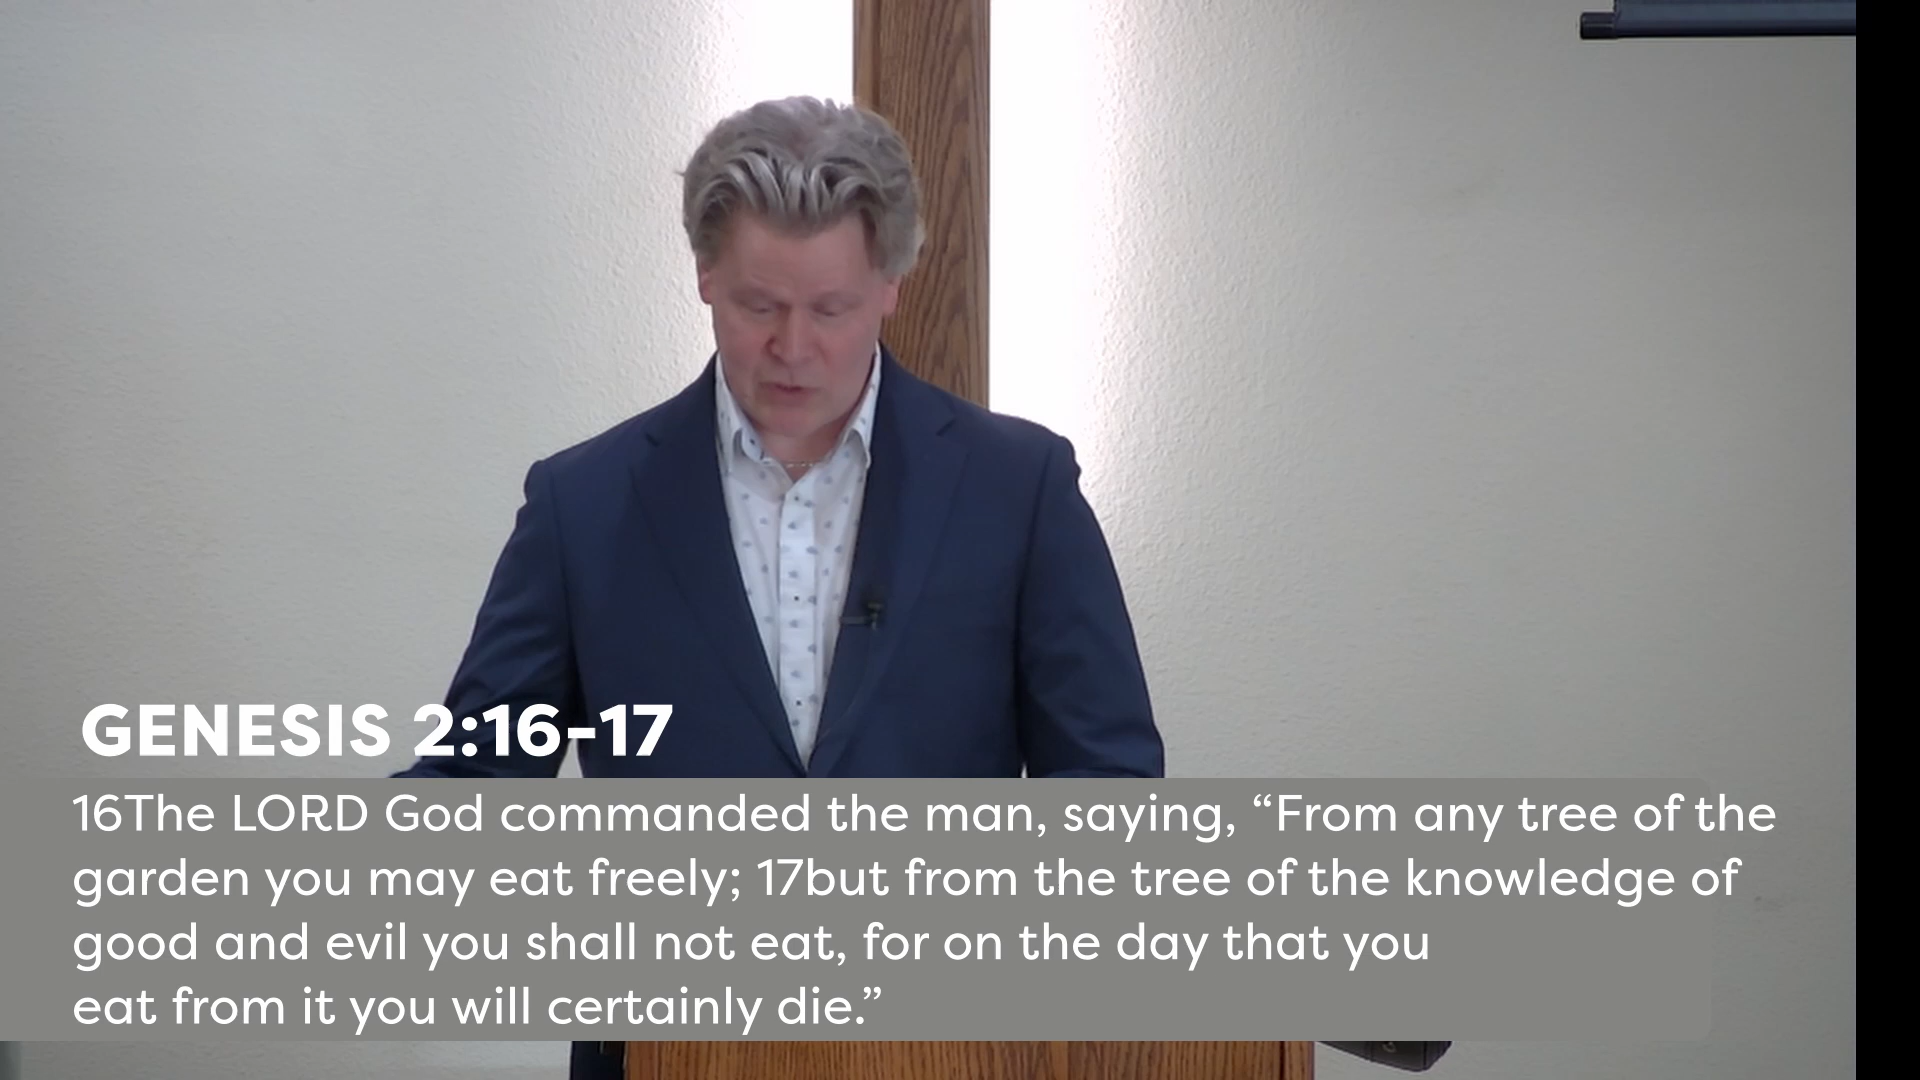 GENESIS 2:16-17
16The LORD God commanded the man, saying, “From any tree of the
garden you may eat freely; 17but from the tree of the knowledge of
good and evil you shall not eat, for on the day that you
eat from it you will certainly die.”